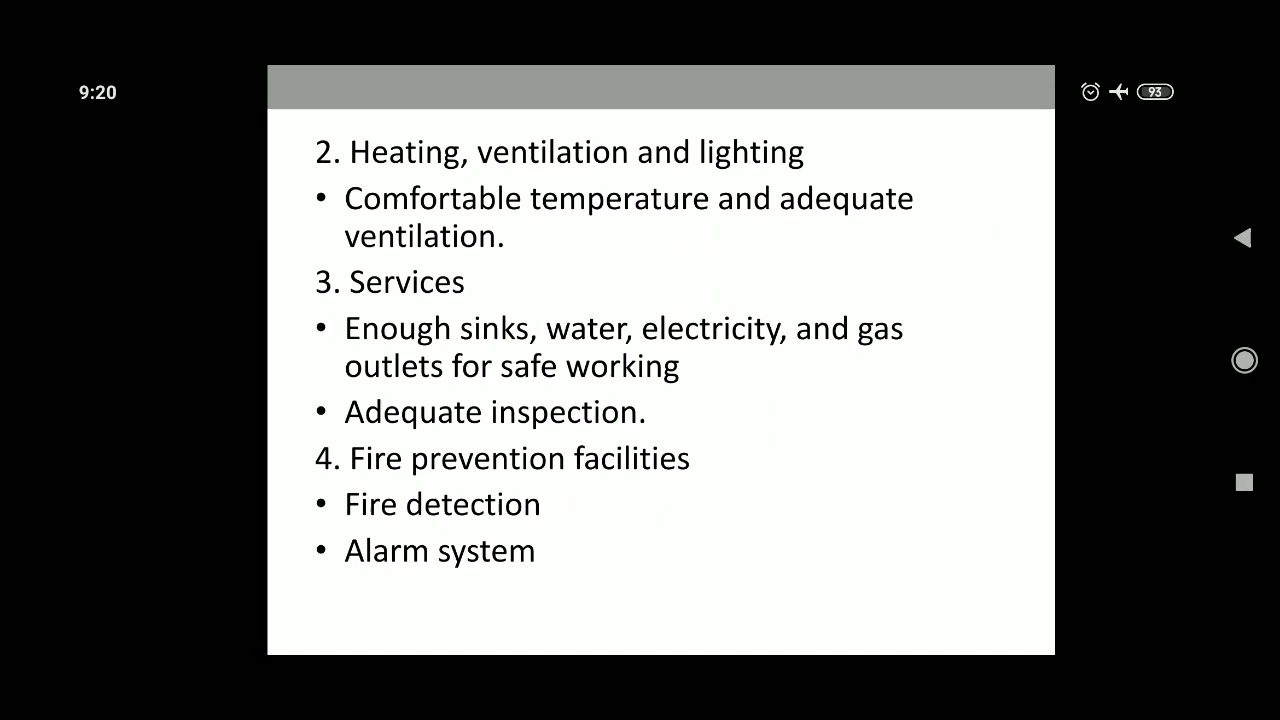 9:20
93
2. Heating, ventilation and lighting
• Comfortable temperature and adequate
ventilation.
3. Services
• Enough sinks, water, electricity, and gas
outlets for safe working
• Adequate inspection.
4. Fire prevention facilities
• Fire detection
• Alarm system